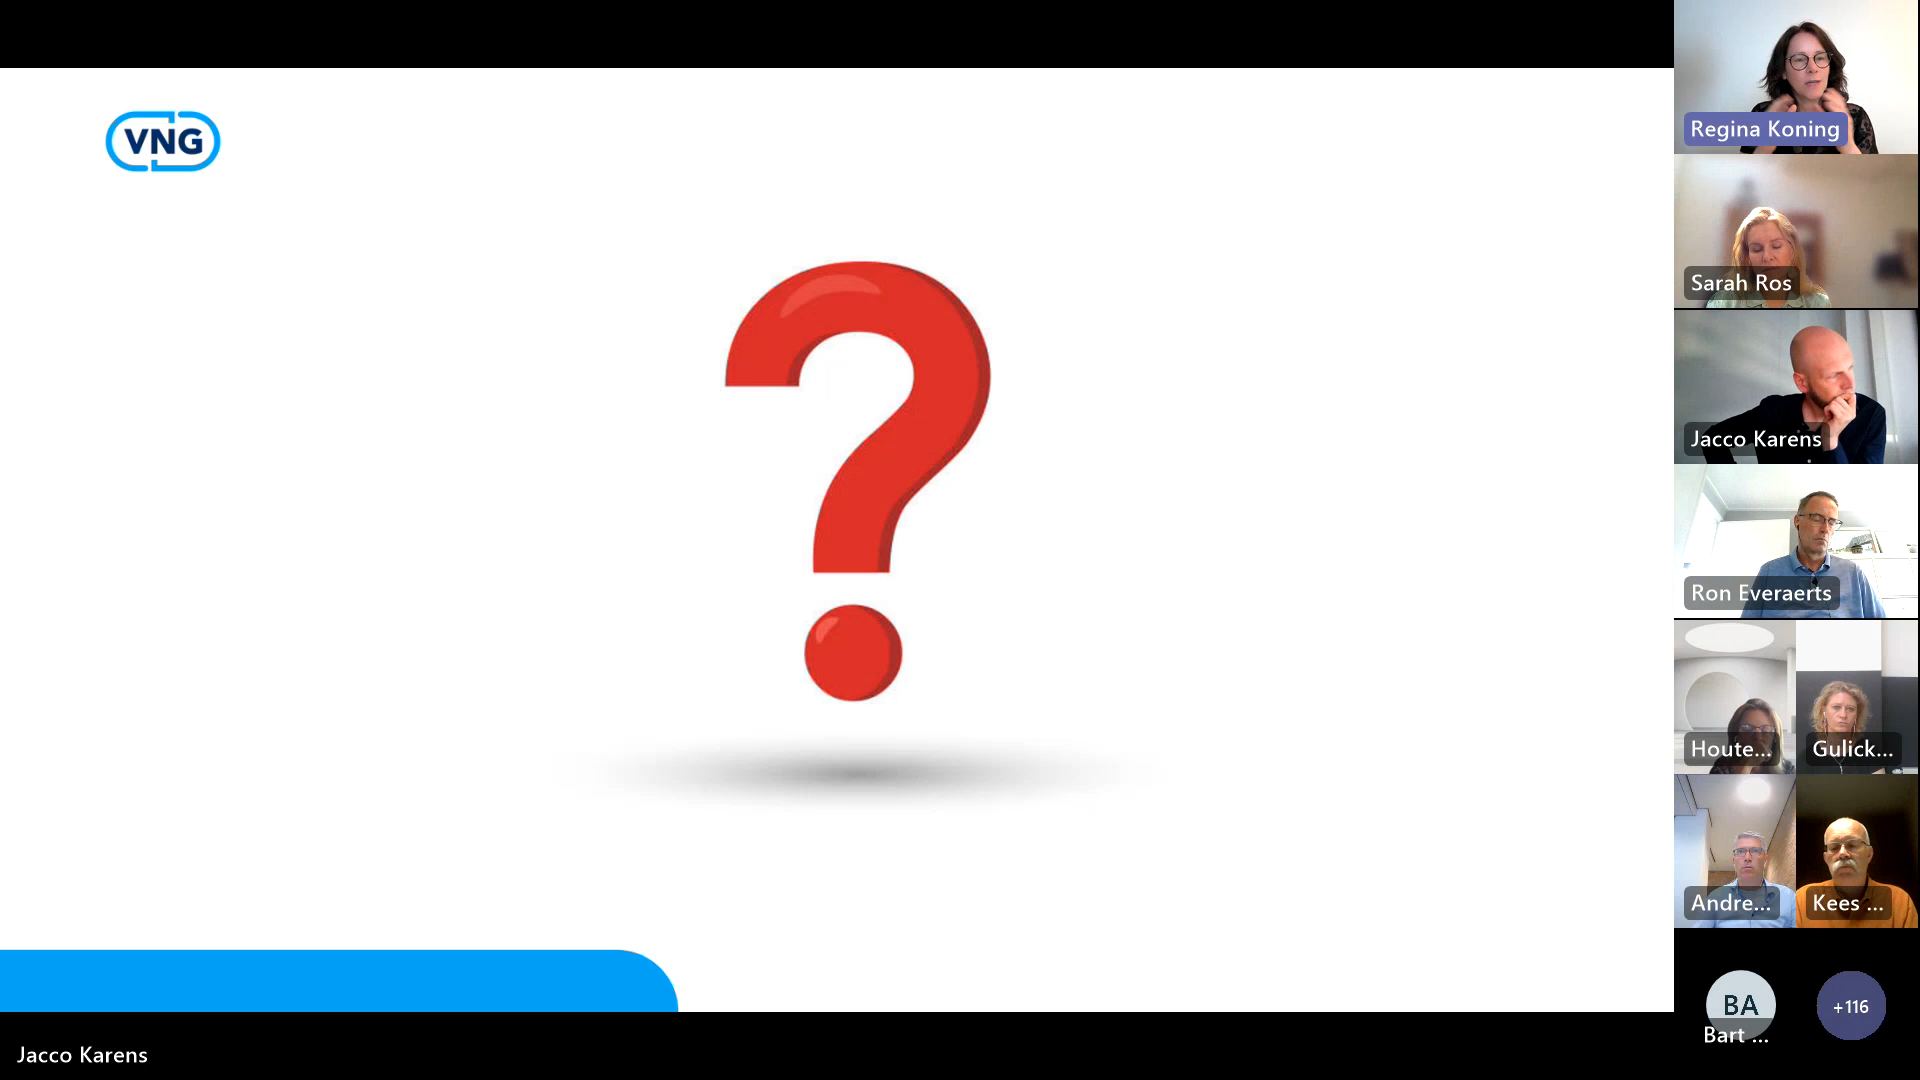 VNG
?
Regina Koning
Sarah Ros
Jacco Karens
Ron Everaerts
Houte...
Gulick...
Andre...
Kees ...
BA
Bart ...
+116
Jacco Karens